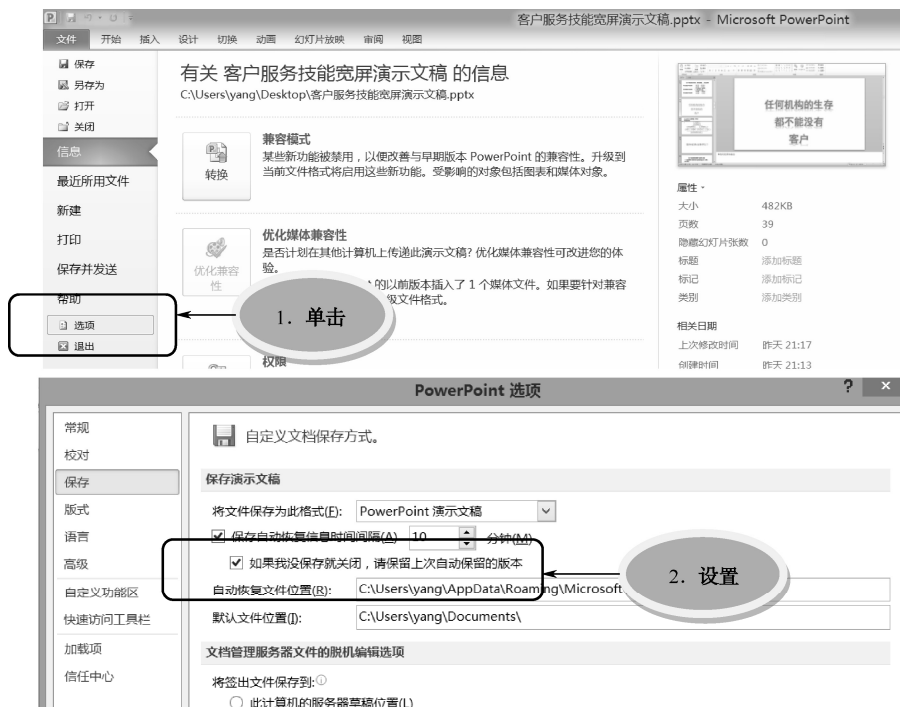 客户服务技能宽屏演示文稿.pptx - Microsoft PowerPoint
文件 开始 插入 设计 切换 动画 幻灯片放映 审阅 视图
保存
另存为
打开
关闭
信息
最近所用文件
新建
打印
保存并发送
帮助
选项
退出
有关 客户服务技能宽屏演示文稿 的信息
C:\Users\yang\Desktop\客户服务技能宽屏演示文稿.pptx
转换
兼容模式
某些新功能被禁用，以便改善与早期版本 PowerPoint 的兼容性。升级到
当前文件格式将启用这些新功能。受影响的对象包括图表和媒体对象。
优化兼容
性
优化媒体兼容性
是否计划在其他计算机上传递此演示文稿? 优化媒体兼容性可改进您的体
验。
的以前版本插入了 1 个媒体文件。如果要针对兼容
级文件格式。
权限
1. 单击
任何机构的生存
都不能没有
客户
属性
大小 482KB
页数 39
隐藏幻灯片张数 0
标题 添加标题
标记 添加标记
类别 添加类别
相关日期
上次修改时间 昨天 21:17
创建时间 昨天 21:13
PowerPoint 选项 ? ×
常规
校对
保存
版式
语言
高级
自定义功能区
快速访问工具栏
加载项
信任中心
自定义文档保存方式。
保存演示文稿
将文件保存为此格式(F): PowerPoint 演示文稿
保存自动恢复信息时间间隔(A) 10 分钟(M)
如果我没保存就关闭，请保留上次自动保留的版本
自动恢复文件位置(R): C:\Users\yang\AppData\Roaming\Microsoft
默认文件位置(I): C:\Users\yang\Documents\
2. 设置
文档管理服务器文件的脱机编辑选项
将签出文件保存到:
此计算机的服务器草稿位置(L)